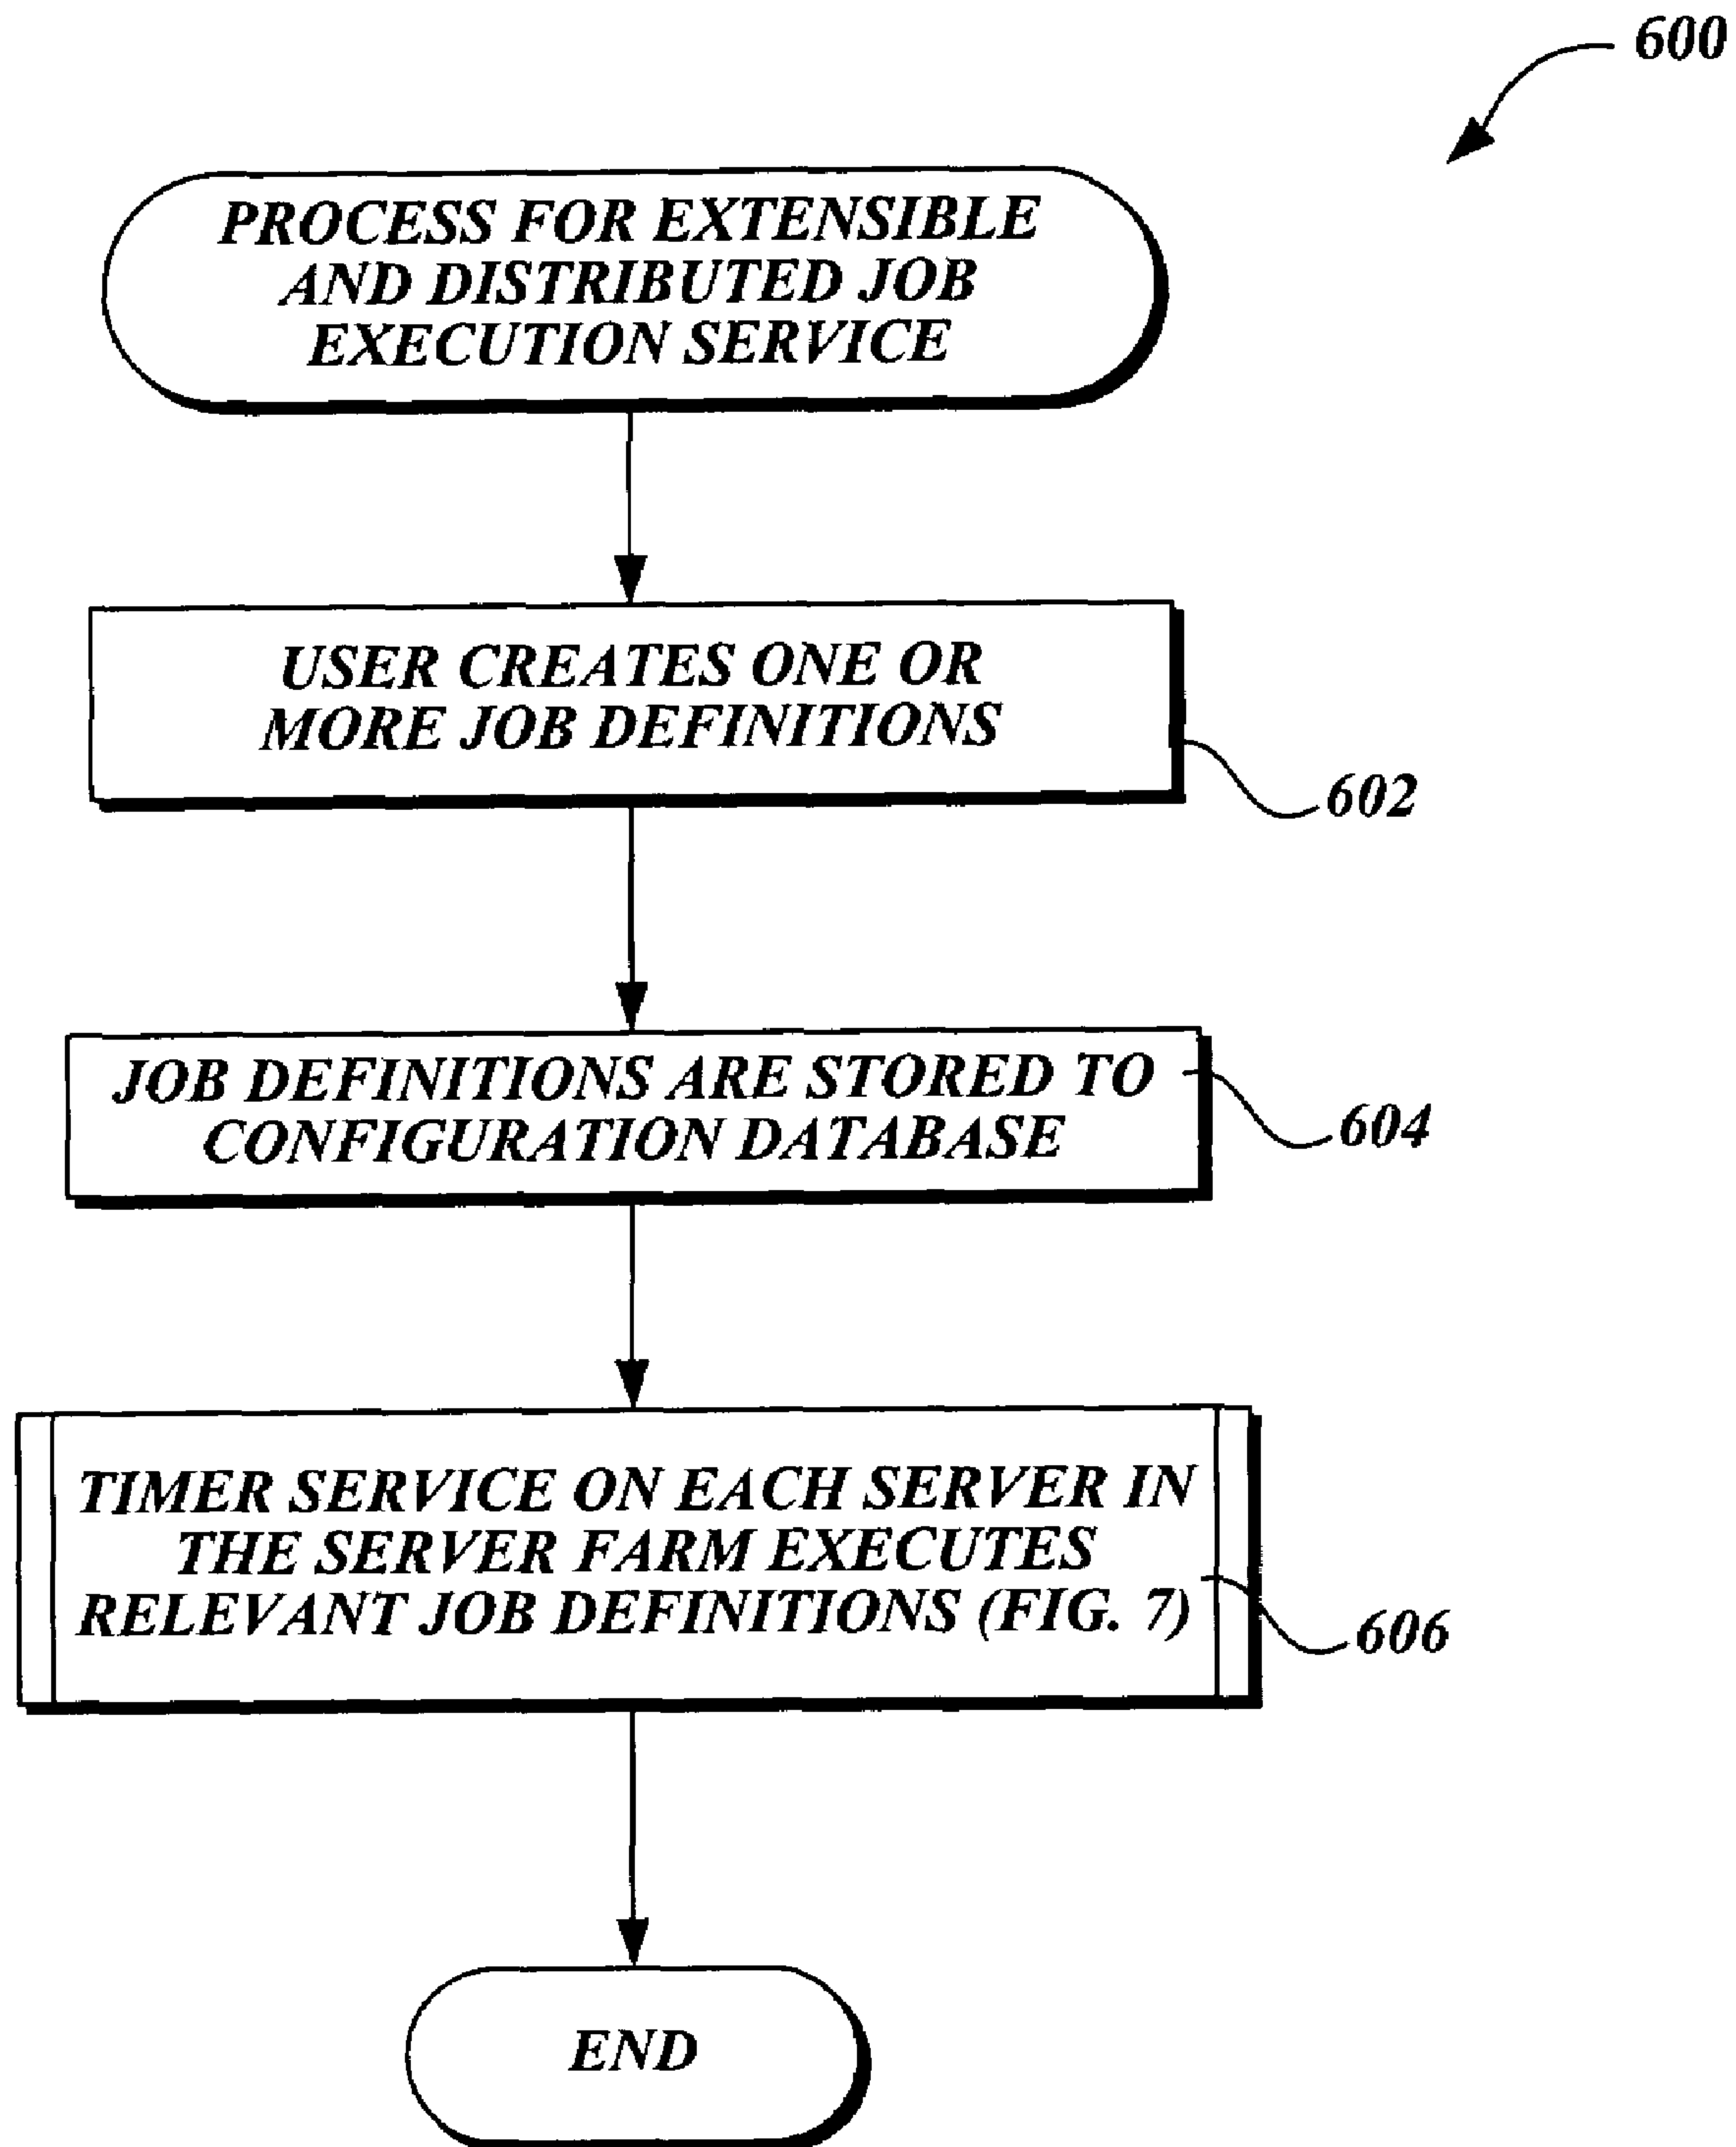 600
PROCESS FOR EXTENSIBLE
AND DISTRIBUTED JOB
EXECUTION SERVICE
USER CREATES ONE OR
MORE JOB DEFINITIONS
602
JOB DEFINITIONS ARE STORED TO
CONFIGURATION DATABASE
604
TIMER SERVICE ON EACH SERVER IN
THE SERVER FARM EXECUTES
RELEVANT JOB DEFINITIONS (FIG. 7)
606
END